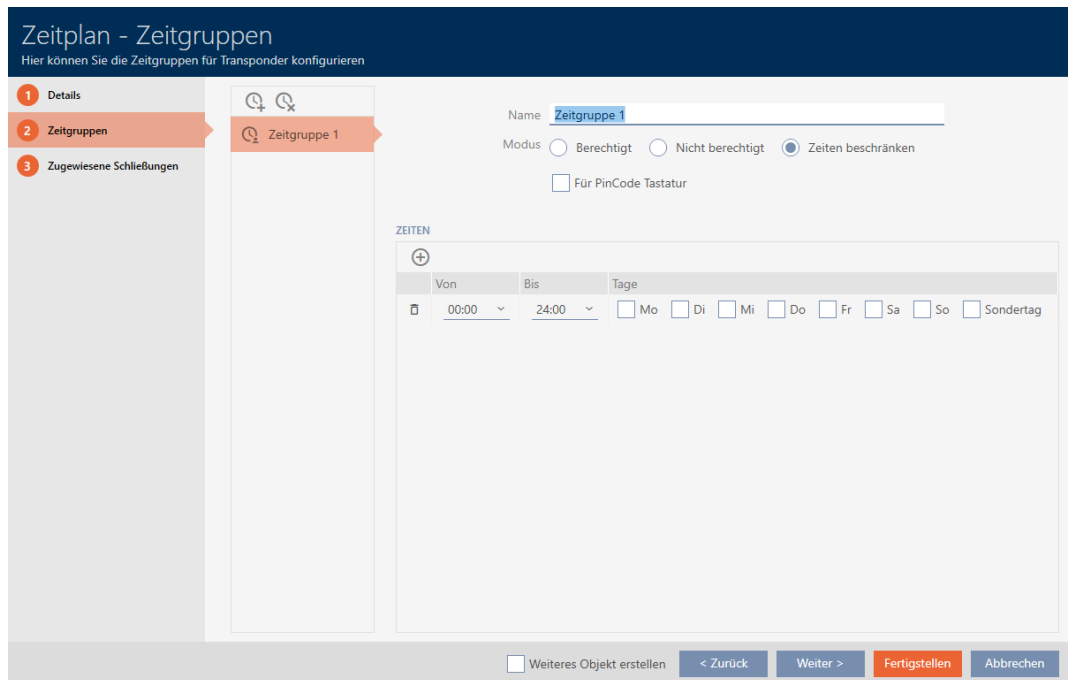 Zeitplan - Zeitgruppen
Hier können Sie die Zeitgruppen für Transponder konfigurieren
1 Details
2 Zeitgruppen
3 Zugewiesene Schließungen
Zeitgruppe 1
Name Zeitgruppe 1
Modus Berechtigt Nicht berechtigt Zeiten beschränken
Für PinCode Tastatur
ZEITEN
Von Bis Tage
00:00 24:00 Mo Di Mi Do Fr Sa So Sondertag
Weiteres Objekt erstellen < Zurück Weiter > Fertigstellen Abbrechen